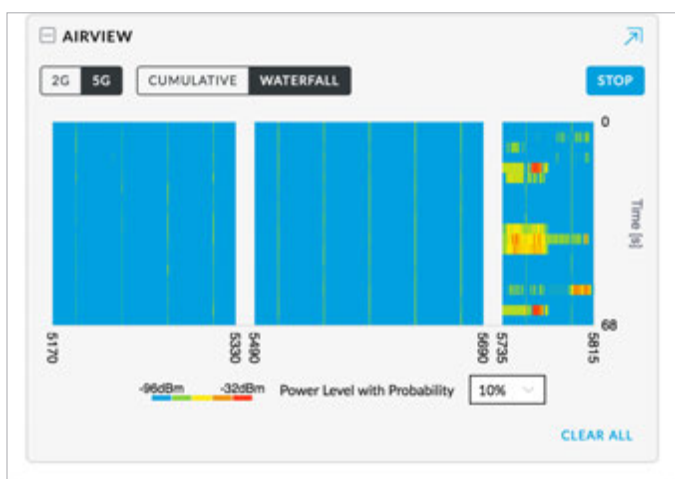 AIRVIEW
2G 5G CUMULATIVE WATERFALL STOP
0
Time [s]
68
5170 5330 5490 5690 5735 5815
-96dBm -32dBm Power Level with Probability 10%
CLEAR ALL